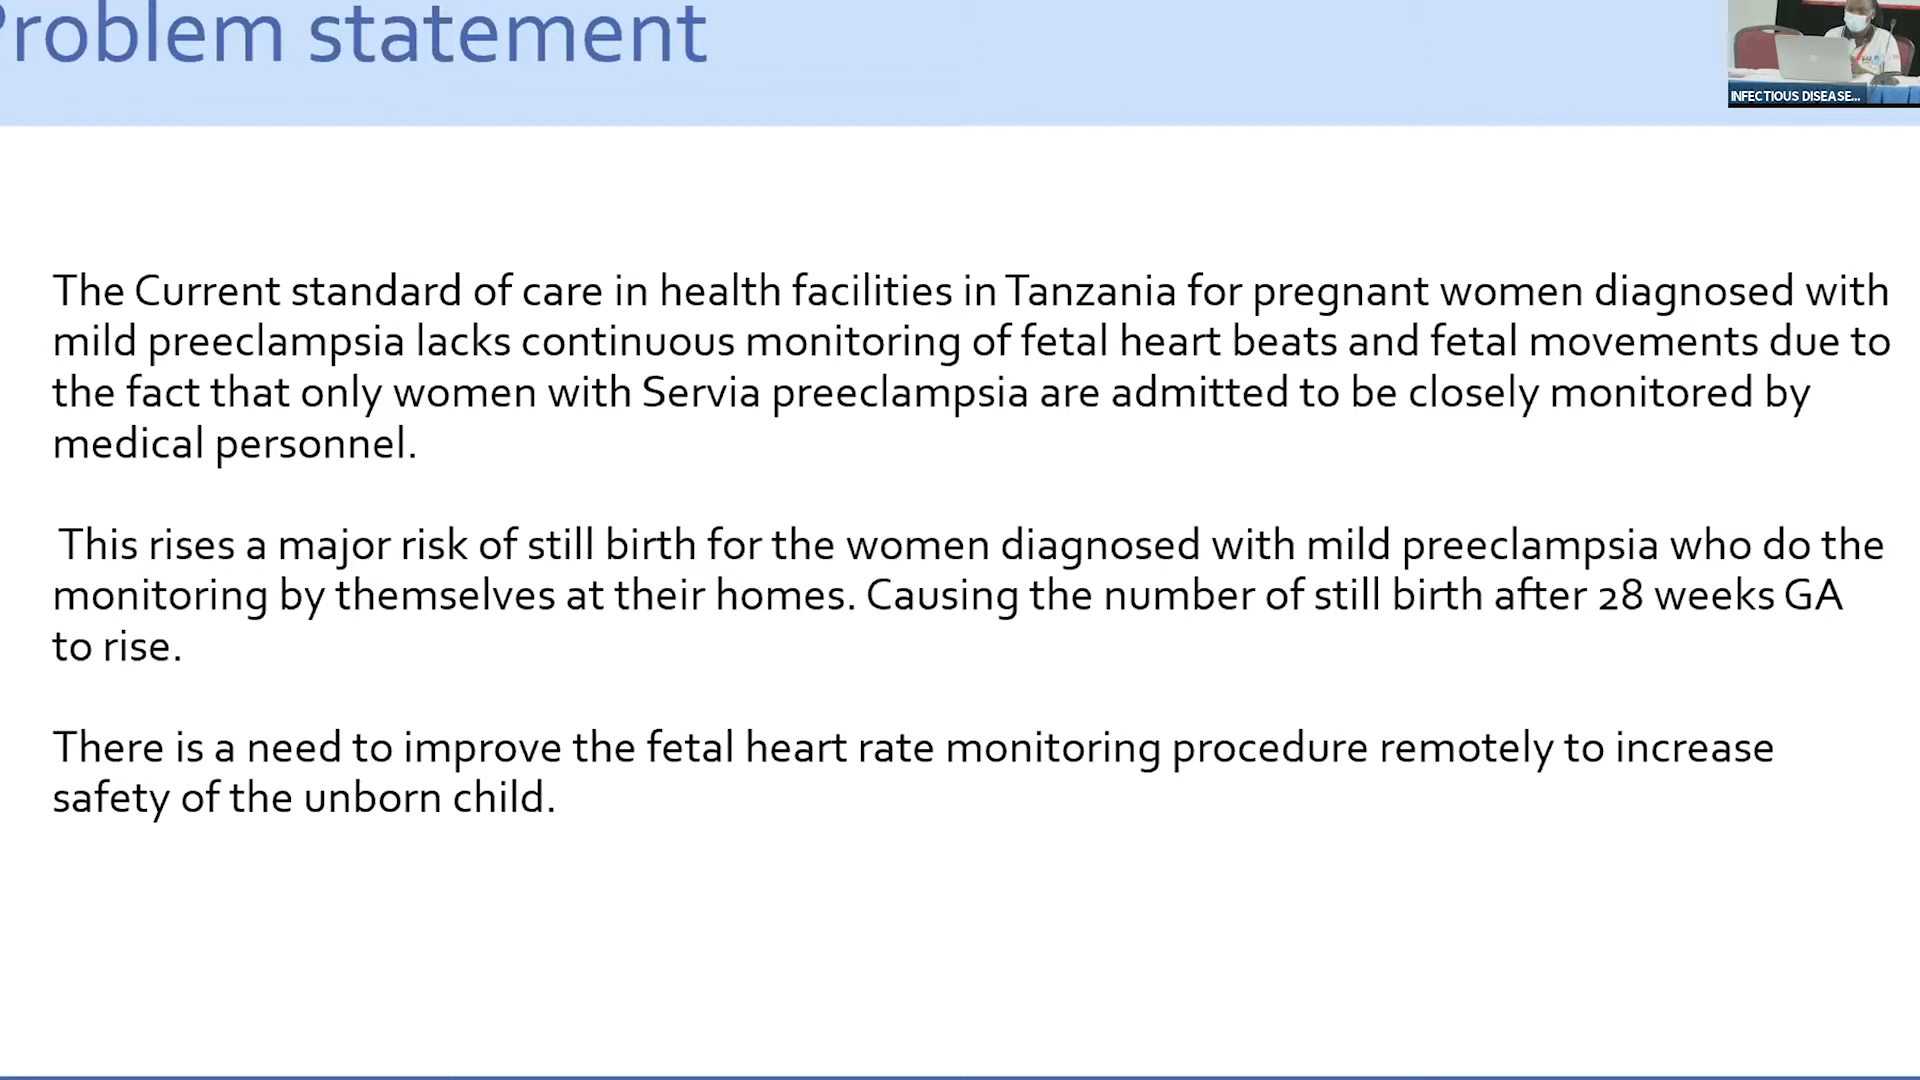 Problem statement
INFECTIOUS DISEASE...
The Current standard of care in health facilities in Tanzania for pregnant women diagnosed with
mild preeclampsia lacks continuous monitoring of fetal heart beats and fetal movements due to
the fact that only women with Servia preeclampsia are admitted to be closely monitored by
medical personnel.
This rises a major risk of still birth for the women diagnosed with mild preeclampsia who do the
monitoring by themselves at their homes. Causing the number of still birth after 28 weeks GA
to rise.
There is a need to improve the fetal heart rate monitoring procedure remotely to increase
safety of the unborn child.